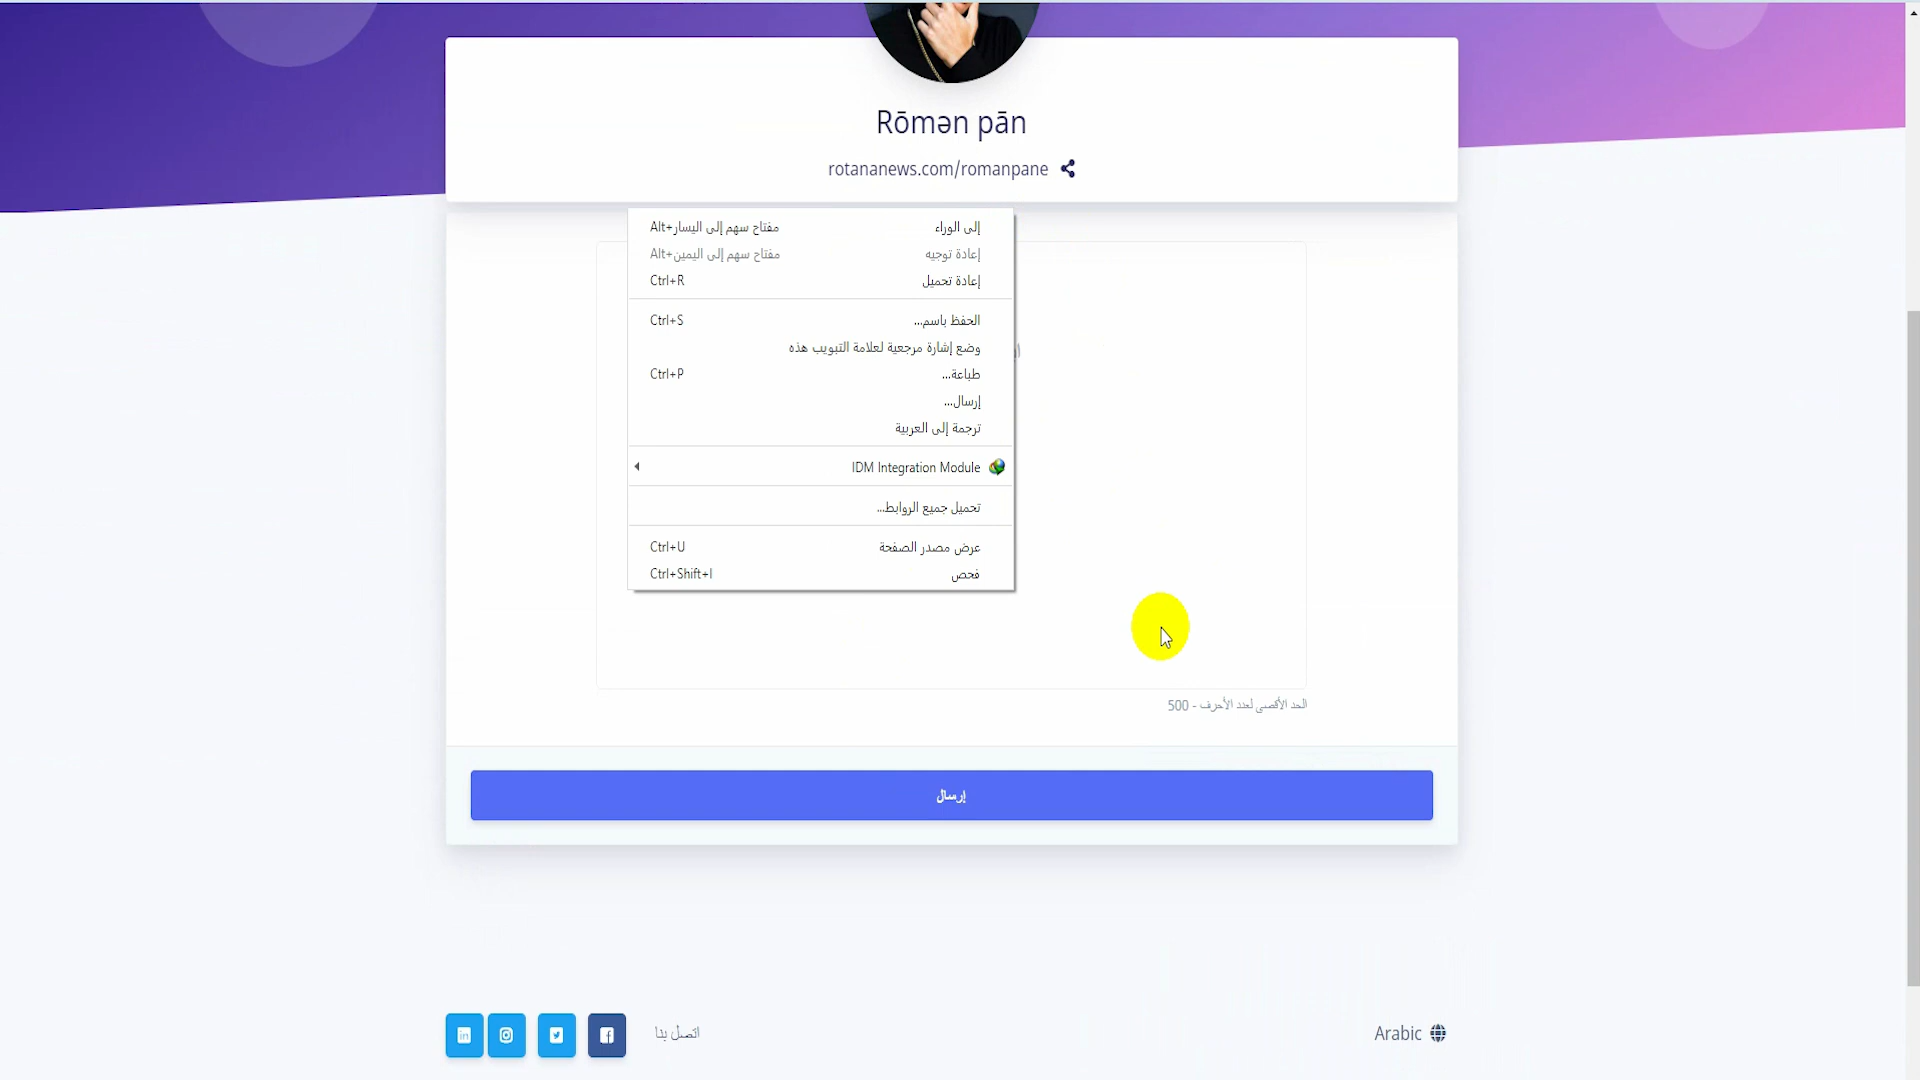 Rōmən pān
rotananews.com/romanpane
إلى الوراء Alt+مفتاح سهم إلى اليسار
إعادة توجيه Alt+مفتاح سهم إلى اليمين
إعادة تحميل Ctrl+R
الحفظ باسم... Ctrl+S
وضع إشارة مرجعية لعلامة التبويب هذه
طباعة... Ctrl+P
إرسال...
ترجمة إلى العربية
IDM Integration Module
تحميل جميع الروابط...
عرض مصدر الصفحة Ctrl+U
فحص Ctrl+Shift+I
الحد الأقصى لعدد الأحرف - 500
إرسال
اتصل بنا
Arabic